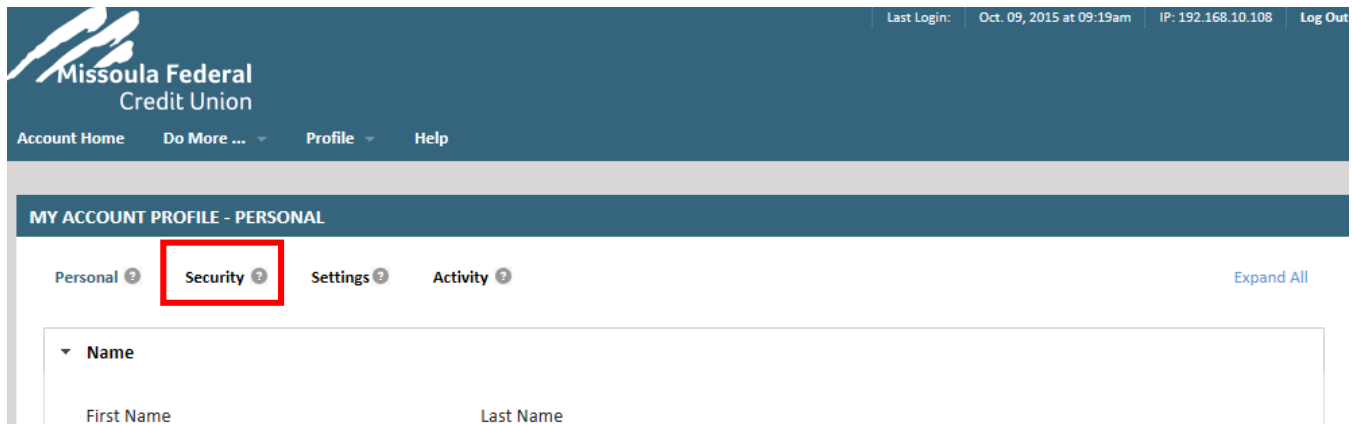 Last Login: Oct. 09, 2015 at 09:19am IP: 192.168.10.108 Log Out
Missoula Federal
Credit Union
Account Home Do More ... Profile Help
MY ACCOUNT PROFILE - PERSONAL
Personal ? Security ? Settings ? Activity ? Expand All
Name
First Name Last Name